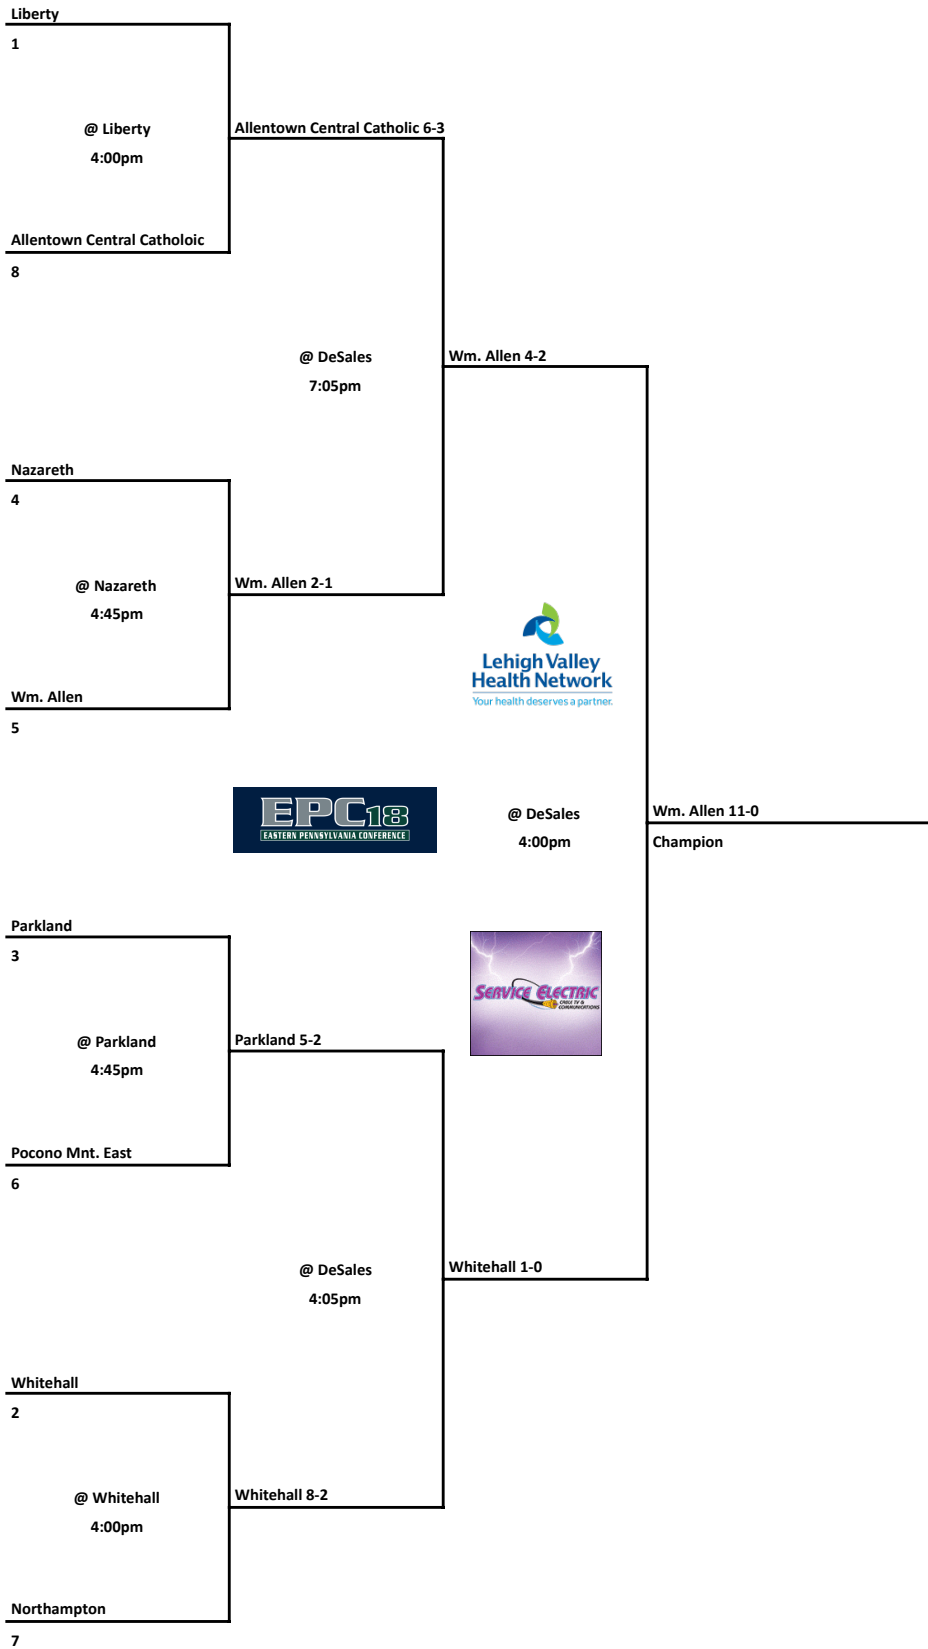 Liberty
1
@ Liberty
4:00pm
Allentown Central Catholic 6-3
Allentown Central Catholoic
8
@ DeSales
7:05pm
Wm. Allen 4-2
Nazareth
4
@ Nazareth
4:45pm
Wm. Allen 2-1
Wm. Allen
5
Lehigh Valley
Health Network
Your health deserves a partner.
EPC18
EASTERN PENNSYLVANIA CONFERENCE
@ DeSales
4:00pm
Wm. Allen 11-0
Champion
Parkland
3
@ Parkland
4:45pm
Parkland 5-2
SERVICE ELECTRIC
CABLE TV &
COMMUNICATIONS
Pocono Mnt. East
6
@ DeSales
4:05pm
Whitehall 1-0
Whitehall
2
@ Whitehall
4:00pm
Whitehall 8-2
Northampton
7